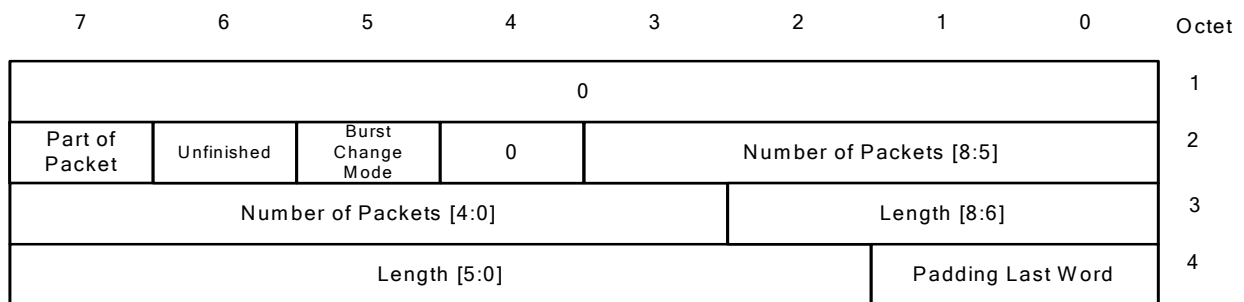 7 6 5 4 3 2 1 0 Octet
0 1
Part of Packet Unfinished Burst Change Mode 0 Number of Packets [8:5] 2
Number of Packets [4:0] Length [8:6] 3
Length [5:0] Padding Last Word 4